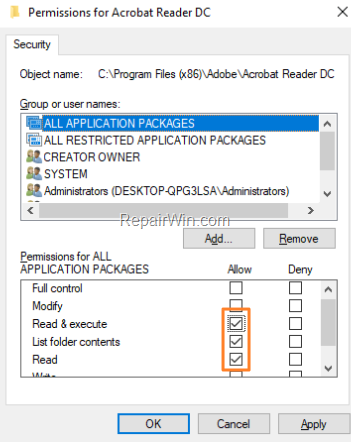 Permissions for Acrobat Reader DC
Security
Object name: C:\Program Files (x86)\Adobe\Acrobat Reader DC
Group or user names:
ALL APPLICATION PACKAGES
ALL RESTRICTED APPLICATION PACKAGES
CREATOR OWNER
SYSTEM
Administrators (DESKTOP-QPG3LSA\Administrators)
RepairWin.com
Add... Remove
Permissions for ALL
APPLICATION PACKAGES Allow Deny
Full control
Modify
Read & execute
List folder contents
Read
Write
OK Cancel Apply